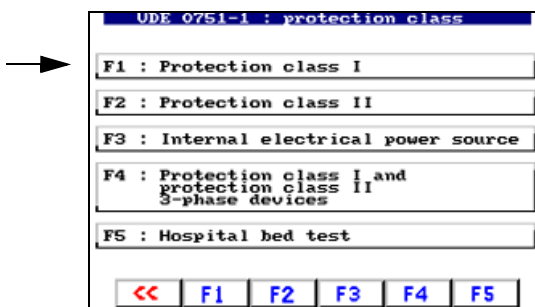 VDE 0751-1 : protection class
F1 : Protection class I
F2 : Protection class II
F3 : Internal electrical power source
F4 : Protection class I and
protection class II
3-phase devices
F5 : Hospital bed test
<< F1 F2 F3 F4 F5